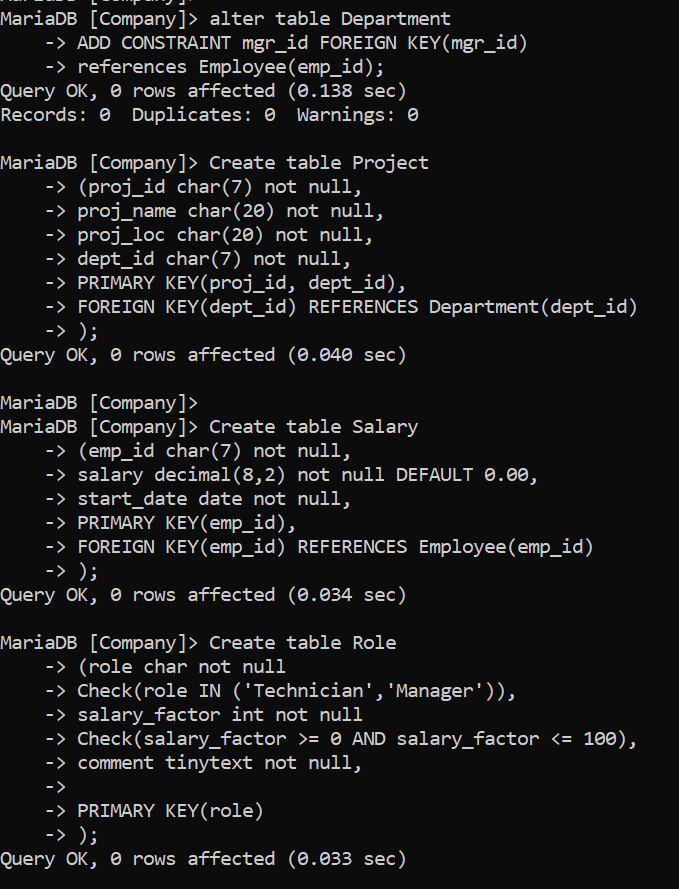 MariaDB [Company]> alter table Department
    -> ADD CONSTRAINT mgr_id FOREIGN KEY(mgr_id)
    -> references Employee(emp_id);
Query OK, 0 rows affected (0.138 sec)
Records: 0  Duplicates: 0  Warnings: 0

MariaDB [Company]> Create table Project
    -> (proj_id char(7) not null,
    -> proj_name char(20) not null,
    -> proj_loc char(20) not null,
    -> dept_id char(7) not null,
    -> PRIMARY KEY(proj_id, dept_id),
    -> FOREIGN KEY(dept_id) REFERENCES Department(dept_id)
    -> );
Query OK, 0 rows affected (0.040 sec)

MariaDB [Company]>
MariaDB [Company]> Create table Salary
    -> (emp_id char(7) not null,
    -> salary decimal(8,2) not null DEFAULT 0.00,
    -> start_date date not null,
    -> PRIMARY KEY(emp_id),
    -> FOREIGN KEY(emp_id) REFERENCES Employee(emp_id)
    -> );
Query OK, 0 rows affected (0.034 sec)

MariaDB [Company]> Create table Role
    -> (role char not null
    -> Check(role IN ('Technician','Manager')),
    -> salary_factor int not null
    -> Check(salary_factor >= 0 AND salary_factor <= 100),
    -> comment tinytext not null,
    ->
    -> PRIMARY KEY(role)
    -> );
Query OK, 0 rows affected (0.033 sec)